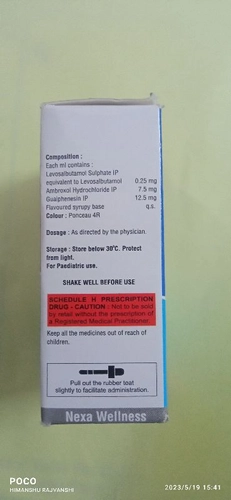 Composition :
Each ml contains :
Levosalbutamol Sulphate IP
equivalent to Levosalbutamol 0.25 mg
Ambroxol Hydrochloride IP 7.5 mg
Guaiphenesin IP 12.5 mg
Flavoured syrupy base q.s.
Colour : Ponceau 4R
Dosage : As directed by the physician.
Storage : Store below 30°C. Protect
from light.
For Paediatric use.
SHAKE WELL BEFORE USE
SCHEDULE H PRESCRIPTION
DRUG - CAUTION : Not to be sold
by retail without the prescription of
a Registered Medical Practitioner.
Keep all the medicines out of reach of
children.
Pull out the rubber teat
slightly to facilitate administration.
Nexa Wellness
POCO
HIMANSHU RAJVANSHI
2023/5/19 15:41